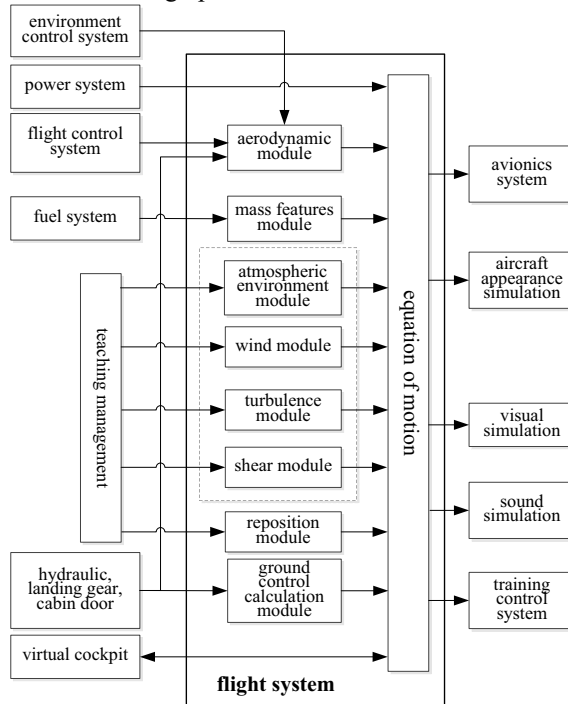 environment
control system
power system
flight control
system
fuel system
teaching management
hydraulic,
landing gear,
cabin door
virtual cockpit
aerodynamic
module
mass features
module
atmospheric
environment
module
wind module
turbulence
module
shear module
reposition
module
ground
control
calculation
module
flight system
equation of motion
avionics
system
aircraft
appearance
simulation
visual
simulation
sound
simulation
training
control
system